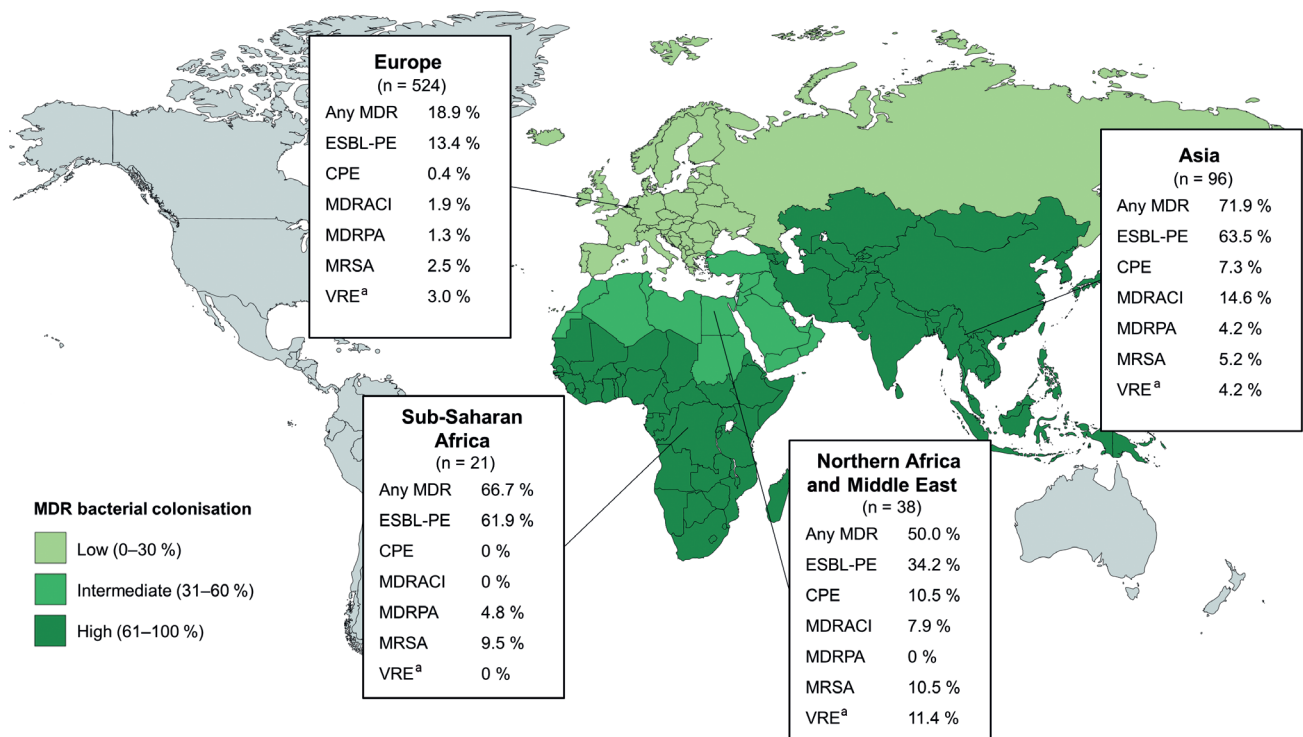 Europe
(n = 524)
Any MDR 18.9 %
ESBL-PE 13.4 %
CPE 0.4 %
MDRACI 1.9 %
MDRPA 1.3 %
MRSA 2.5 %
VREᵃ 3.0 %
Asia
(n = 96)
Any MDR 71.9 %
ESBL-PE 63.5 %
CPE 7.3 %
MDRACI 14.6 %
MDRPA 4.2 %
MRSA 5.2 %
VREᵃ 4.2 %
Sub-Saharan
Africa
(n = 21)
Any MDR 66.7 %
ESBL-PE 61.9 %
CPE 0 %
MDRACI 0 %
MDRPA 4.8 %
MRSA 9.5 %
VREᵃ 0 %
Northern Africa
and Middle East
(n = 38)
Any MDR 50.0 %
ESBL-PE 34.2 %
CPE 10.5 %
MDRACI 7.9 %
MDRPA 0 %
MRSA 10.5 %
VREᵃ 11.4 %
MDR bacterial colonisation
Low (0–30 %)
Intermediate (31–60 %)
High (61–100 %)